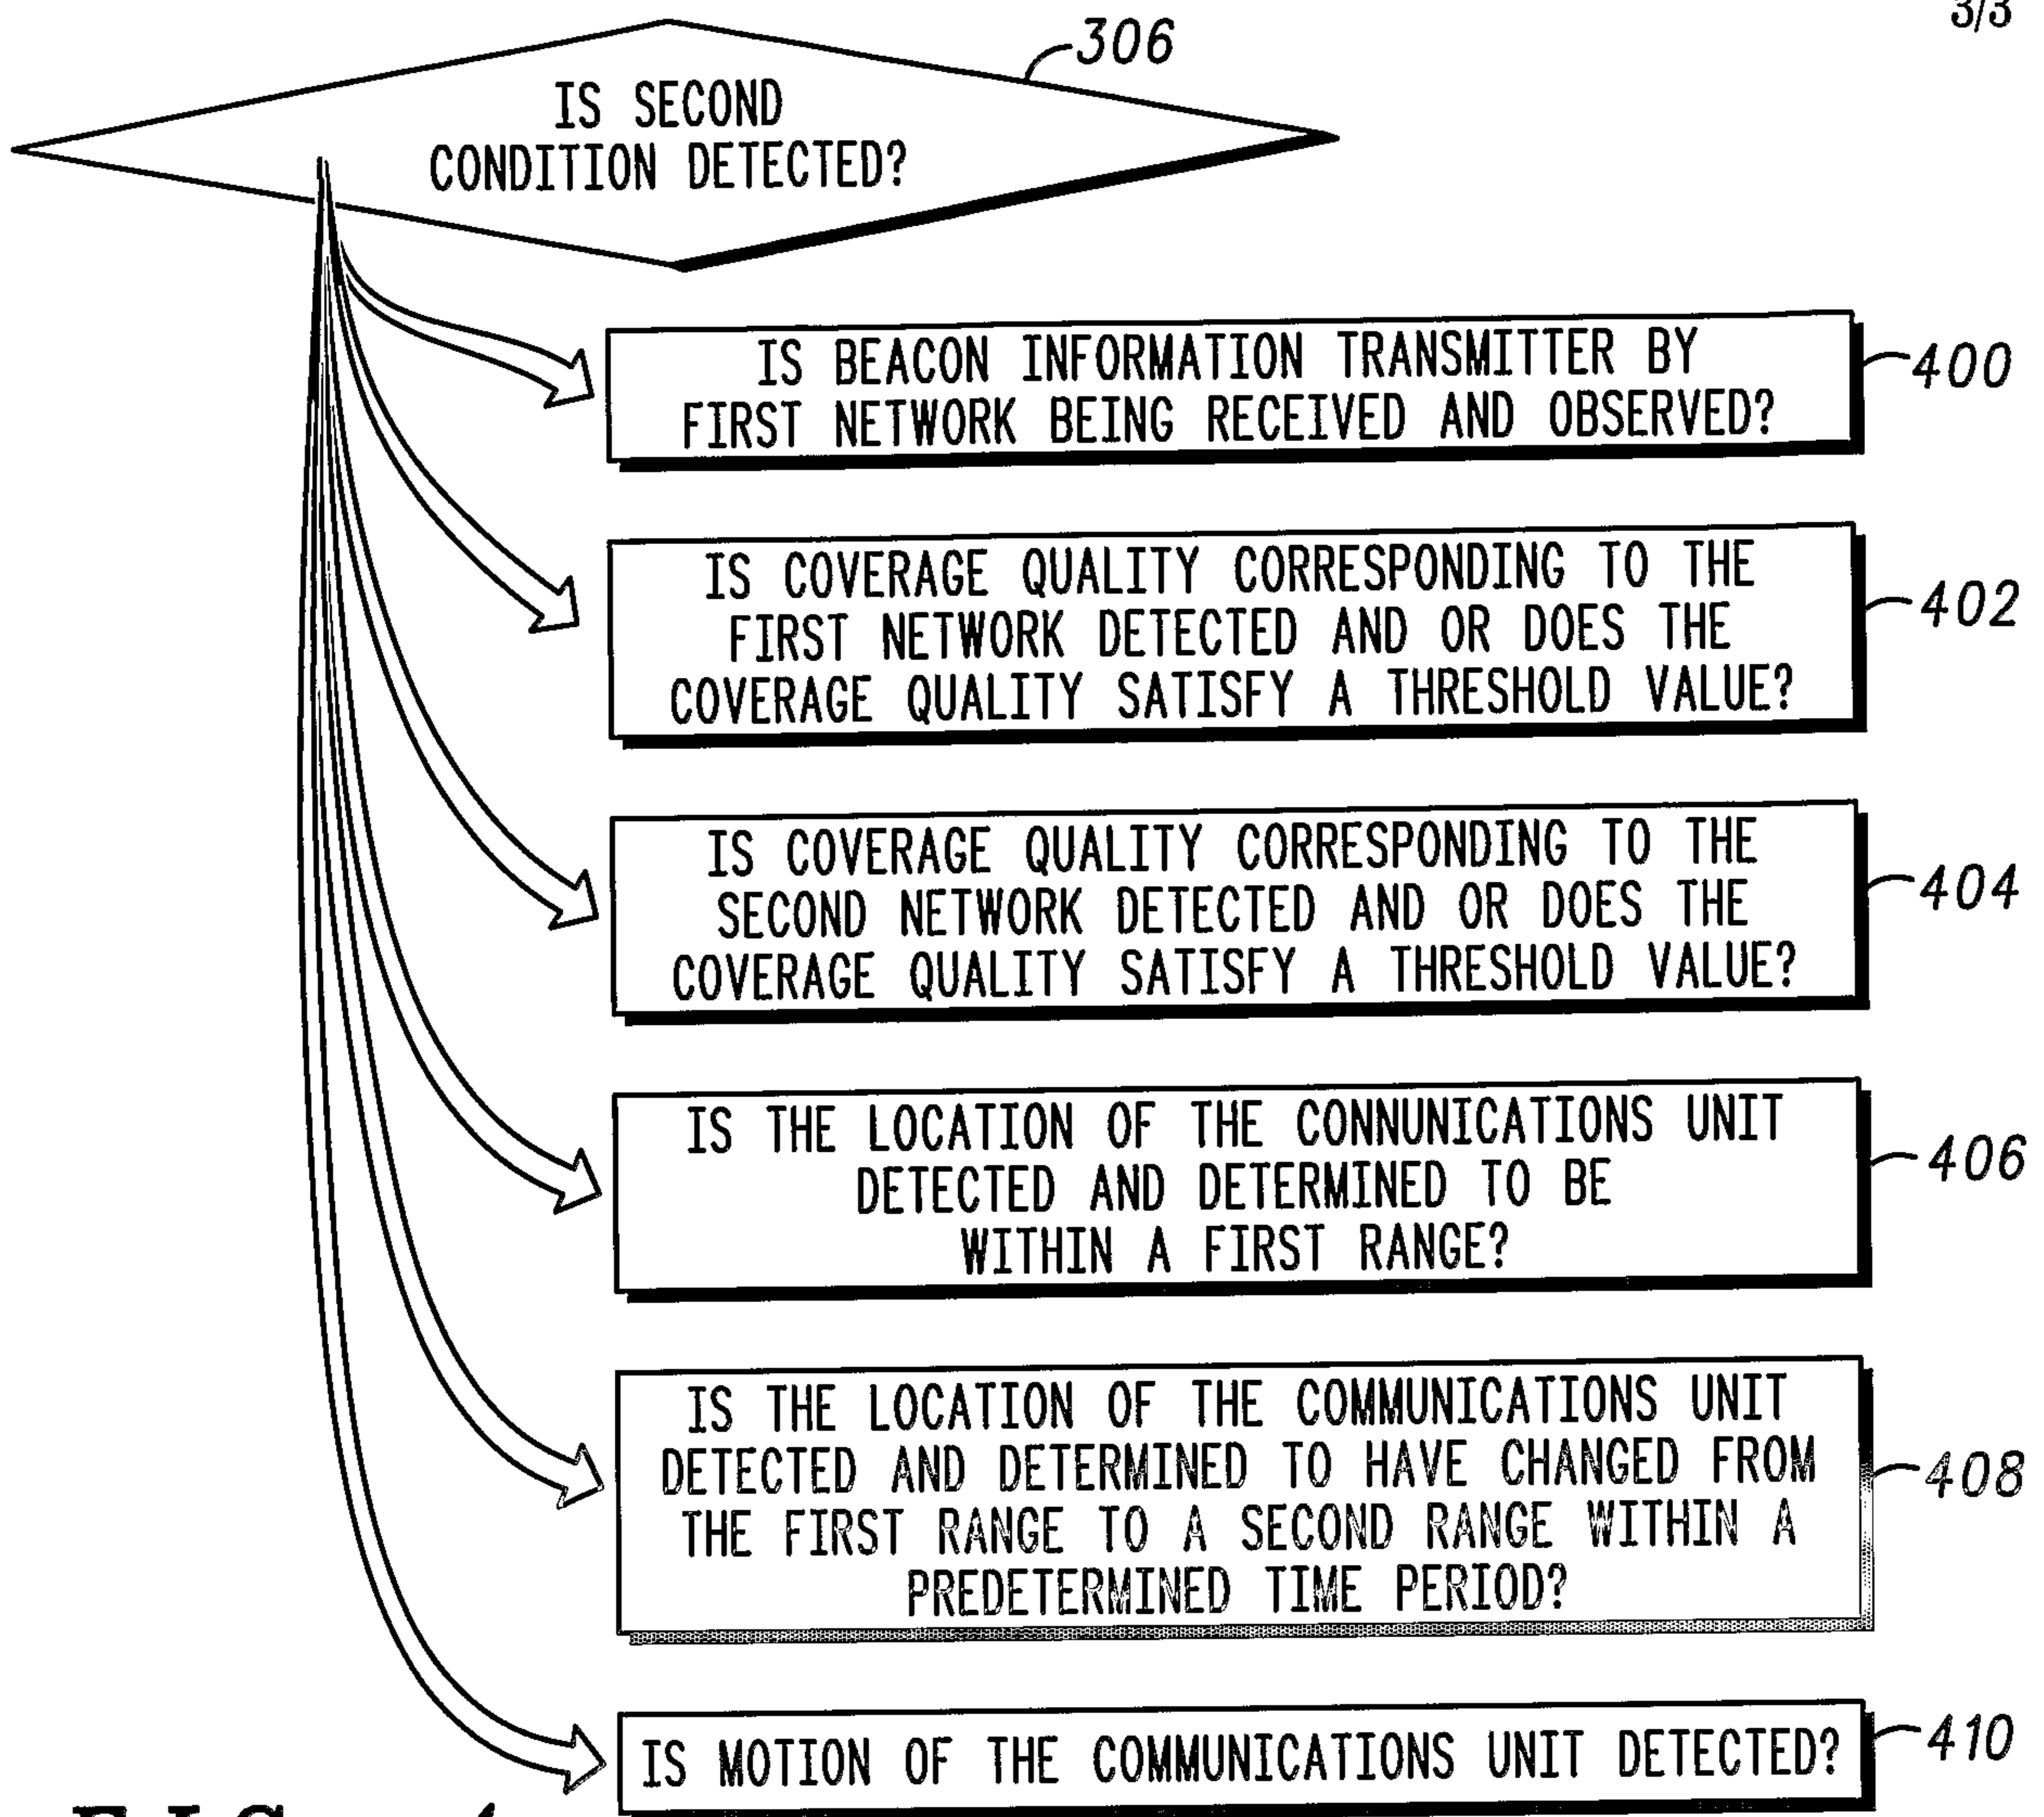 3/3
306
IS SECOND
CONDITION DETECTED?
IS BEACON INFORMATION TRANSMITTER BY
FIRST NETWORK BEING RECEIVED AND OBSERVED?
400
IS COVERAGE QUALITY CORRESPONDING TO THE
FIRST NETWORK DETECTED AND OR DOES THE
COVERAGE QUALITY SATISFY A THRESHOLD VALUE?
402
IS COVERAGE QUALITY CORRESPONDING TO THE
SECOND NETWORK DETECTED AND OR DOES THE
COVERAGE QUALITY SATISFY A THRESHOLD VALUE?
404
IS THE LOCATION OF THE CONNUNICATIONS UNIT
DETECTED AND DETERMINED TO BE
WITHIN A FIRST RANGE?
406
IS THE LOCATION OF THE COMMUNICATIONS UNIT
DETECTED AND DETERMINED TO HAVE CHANGED FROM
THE FIRST RANGE TO A SECOND RANGE WITHIN A
PREDETERMINED TIME PERIOD?
408
IS MOTION OF THE COMMUNICATIONS UNIT DETECTED?
410